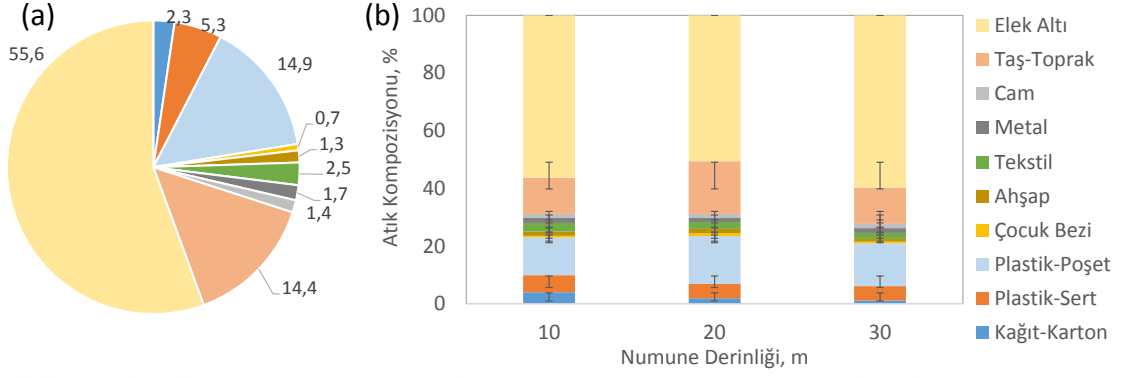 (a)
2,3
5,3
14,9
0,7
1,3
2,5
1,7
1,4
14,4
55,6
(b)
Atık Kompozisyonu, %
100
80
60
40
20
0
10
20
30
Numune Derinliği, m
Elek Altı
Taş-Toprak
Cam
Metal
Tekstil
Ahşap
Çocuk Bezi
Plastik-Poşet
Plastik-Sert
Kağıt-Karton